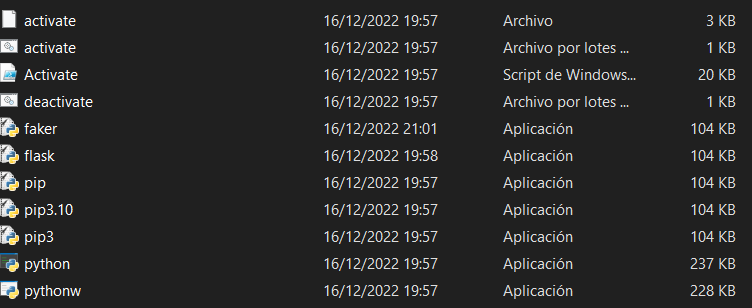 activate 16/12/2022 19:57 Archivo 3 KB
activate 16/12/2022 19:57 Archivo por lotes ... 1 KB
Activate 16/12/2022 19:57 Script de Windows... 20 KB
deactivate 16/12/2022 19:57 Archivo por lotes ... 1 KB
faker 16/12/2022 21:01 Aplicación 104 KB
flask 16/12/2022 19:58 Aplicación 104 KB
pip 16/12/2022 19:57 Aplicación 104 KB
pip3.10 16/12/2022 19:57 Aplicación 104 KB
pip3 16/12/2022 19:57 Aplicación 104 KB
python 16/12/2022 19:57 Aplicación 237 KB
pythonw 16/12/2022 19:57 Aplicación 228 KB